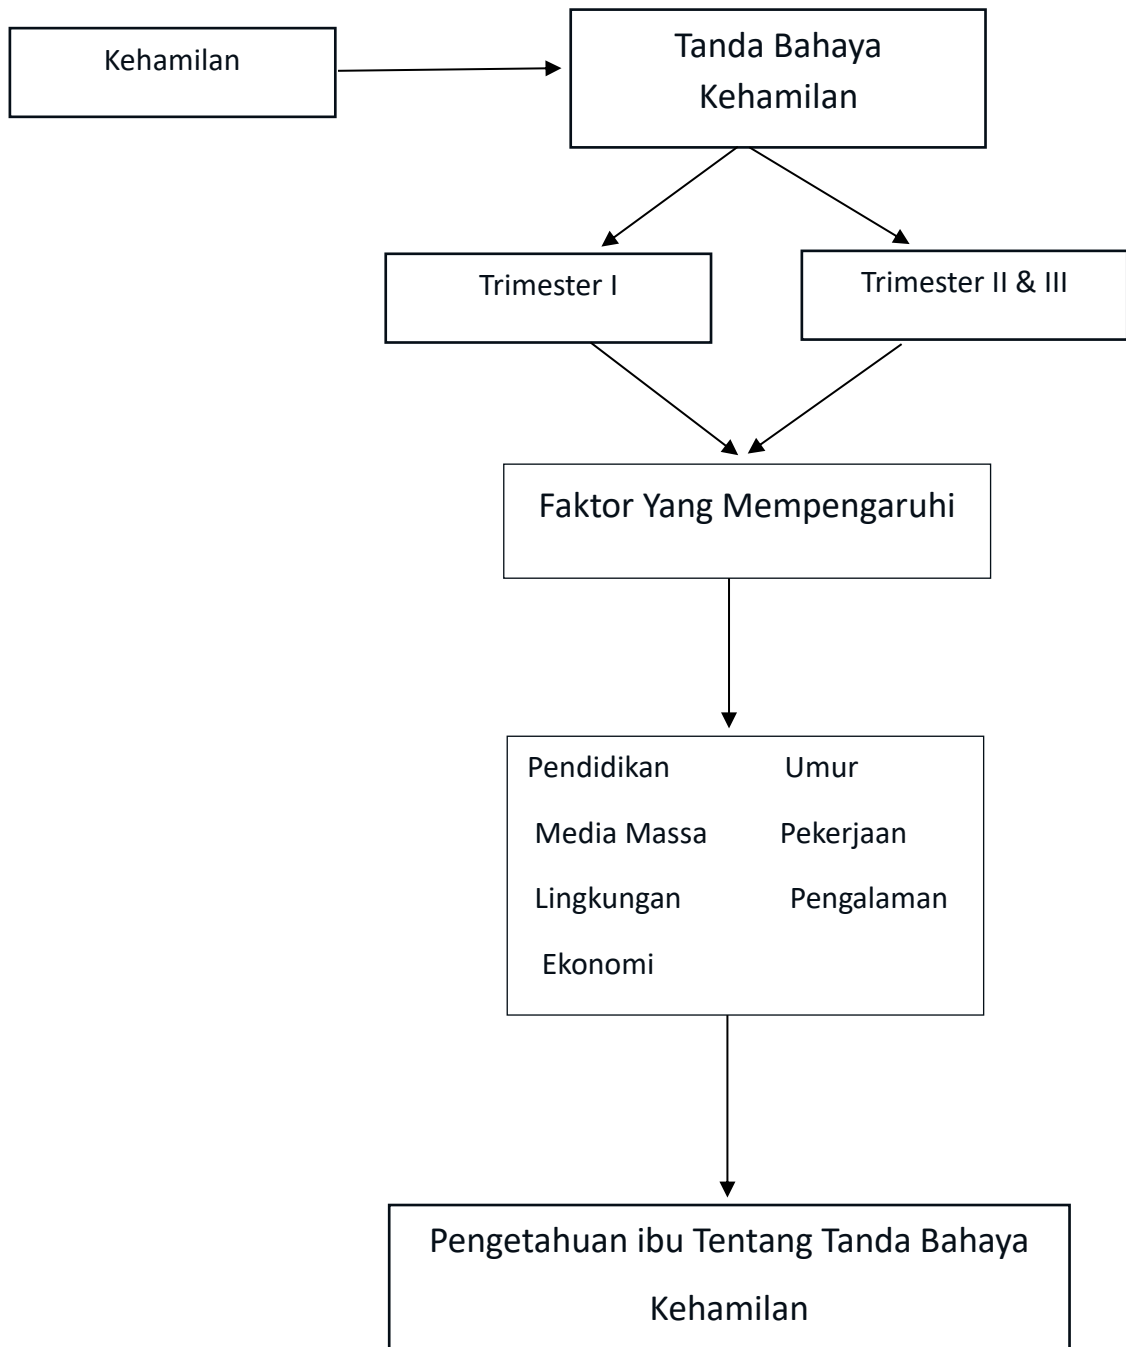 Kehamilan
Tanda Bahaya
Kehamilan
Trimester I
Trimester II & III
Faktor Yang Mempengaruhi
Pendidikan Umur
Media Massa Pekerjaan
Lingkungan Pengalaman
Ekonomi
Pengetahuan ibu Tentang Tanda Bahaya
Kehamilan